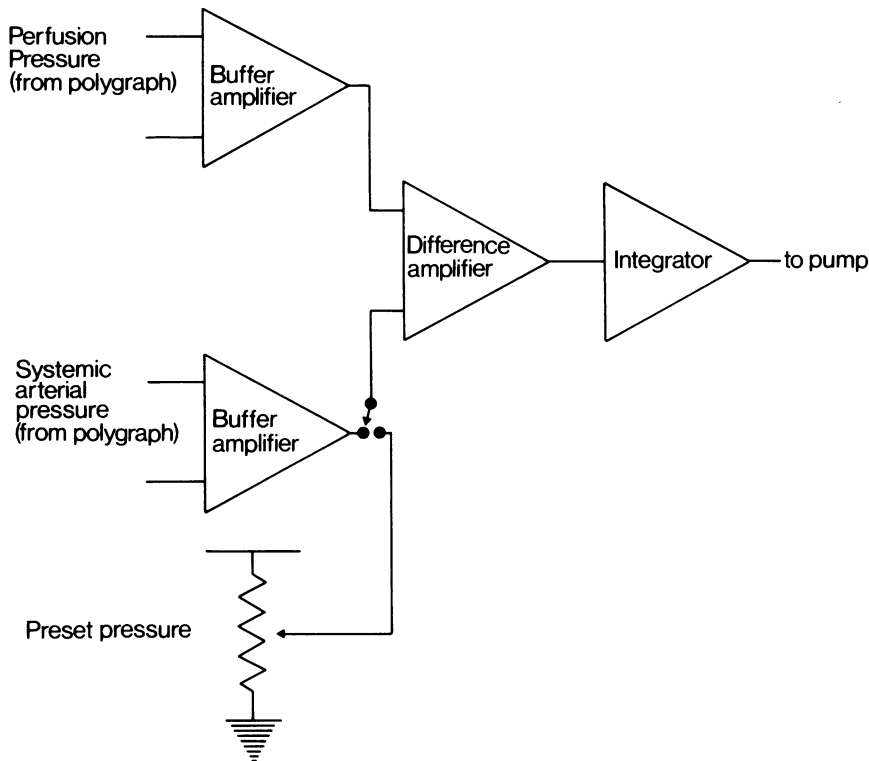 Perfusion
Pressure
(from polygraph)
Buffer
amplifier
Difference
amplifier
Integrator
to pump
Systemic
arterial
pressure
(from polygraph)
Buffer
amplifier
Preset pressure